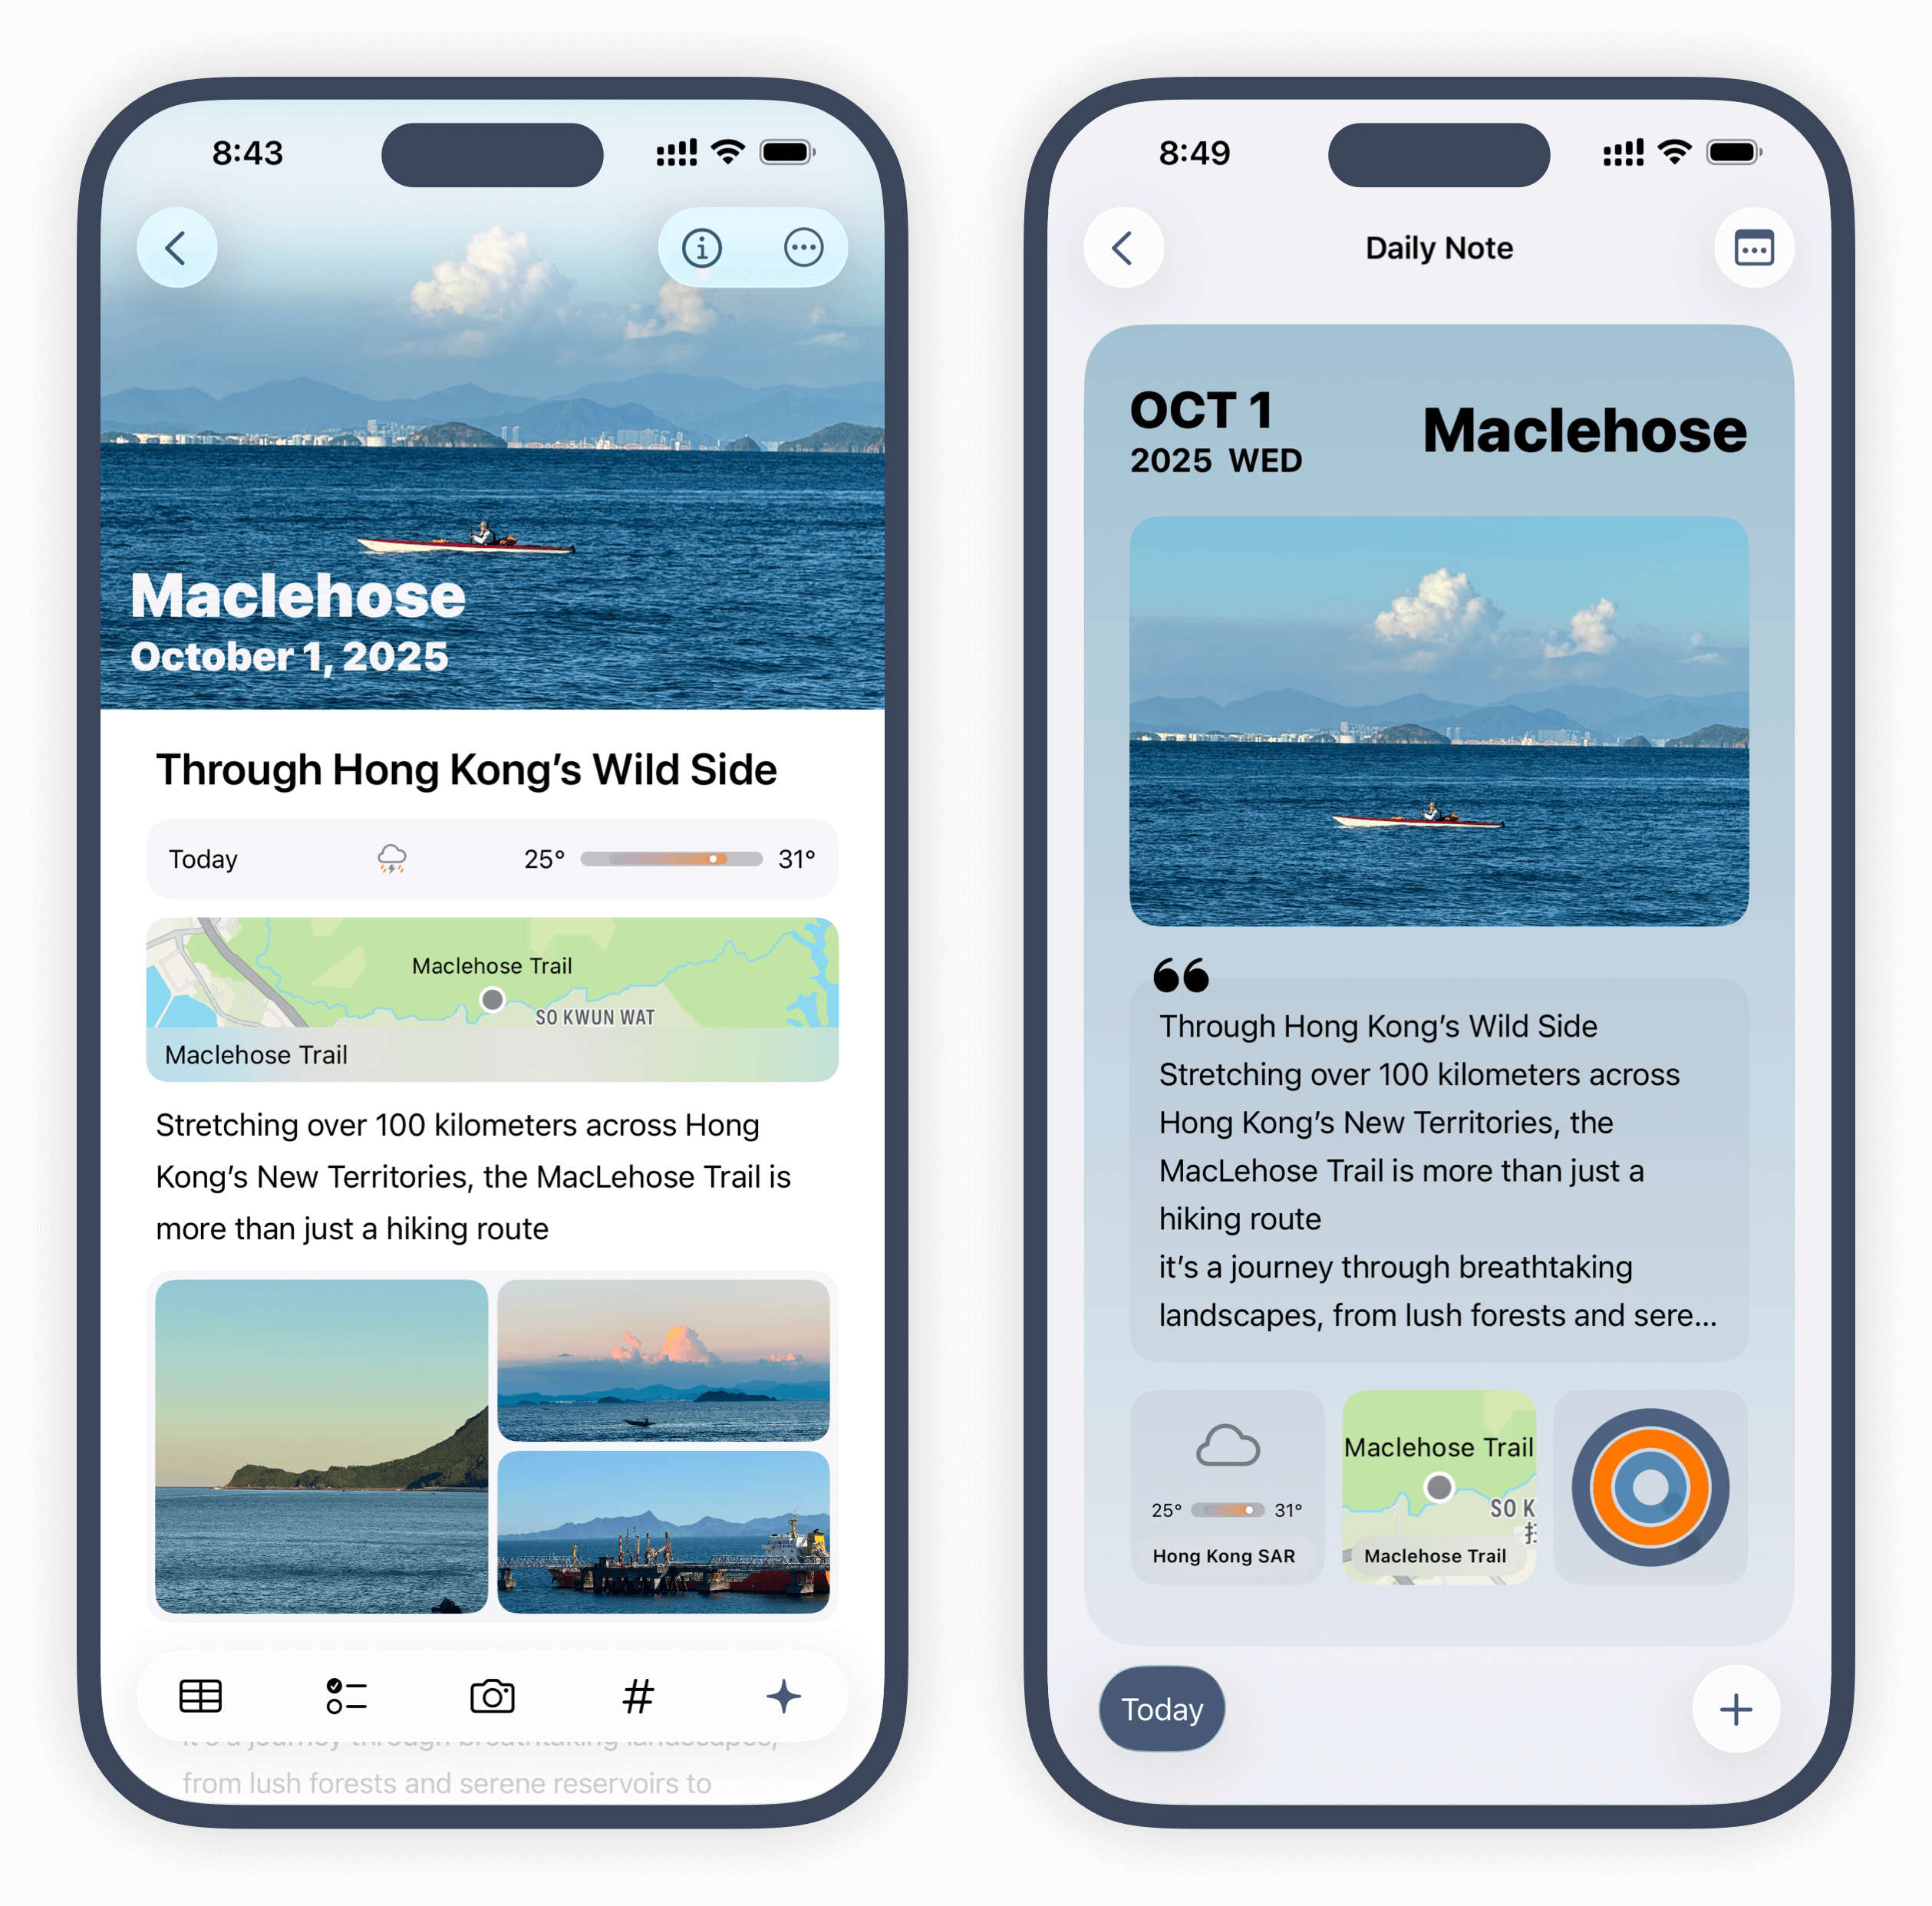 8:43
Maclehose
October 1, 2025
Through Hong Kong’s Wild Side
Today 25° 31°
Maclehose Trail
SO KWUN WAT
Maclehose Trail
Stretching over 100 kilometers across Hong
Kong’s New Territories, the MacLehose Trail is
more than just a hiking route
#
it’s a journey through breathtaking landscapes,
from lush forests and serene reservoirs to
8:49
Daily Note
OCT 1
2025 WED
Maclehose
“
Through Hong Kong’s Wild Side
Stretching over 100 kilometers across
Hong Kong’s New Territories, the
MacLehose Trail is more than just a
hiking route
it’s a journey through breathtaking
landscapes, from lush forests and sere...
25° 31°
Hong Kong SAR
Maclehose Trail
SO K
Maclehose Trail
Today